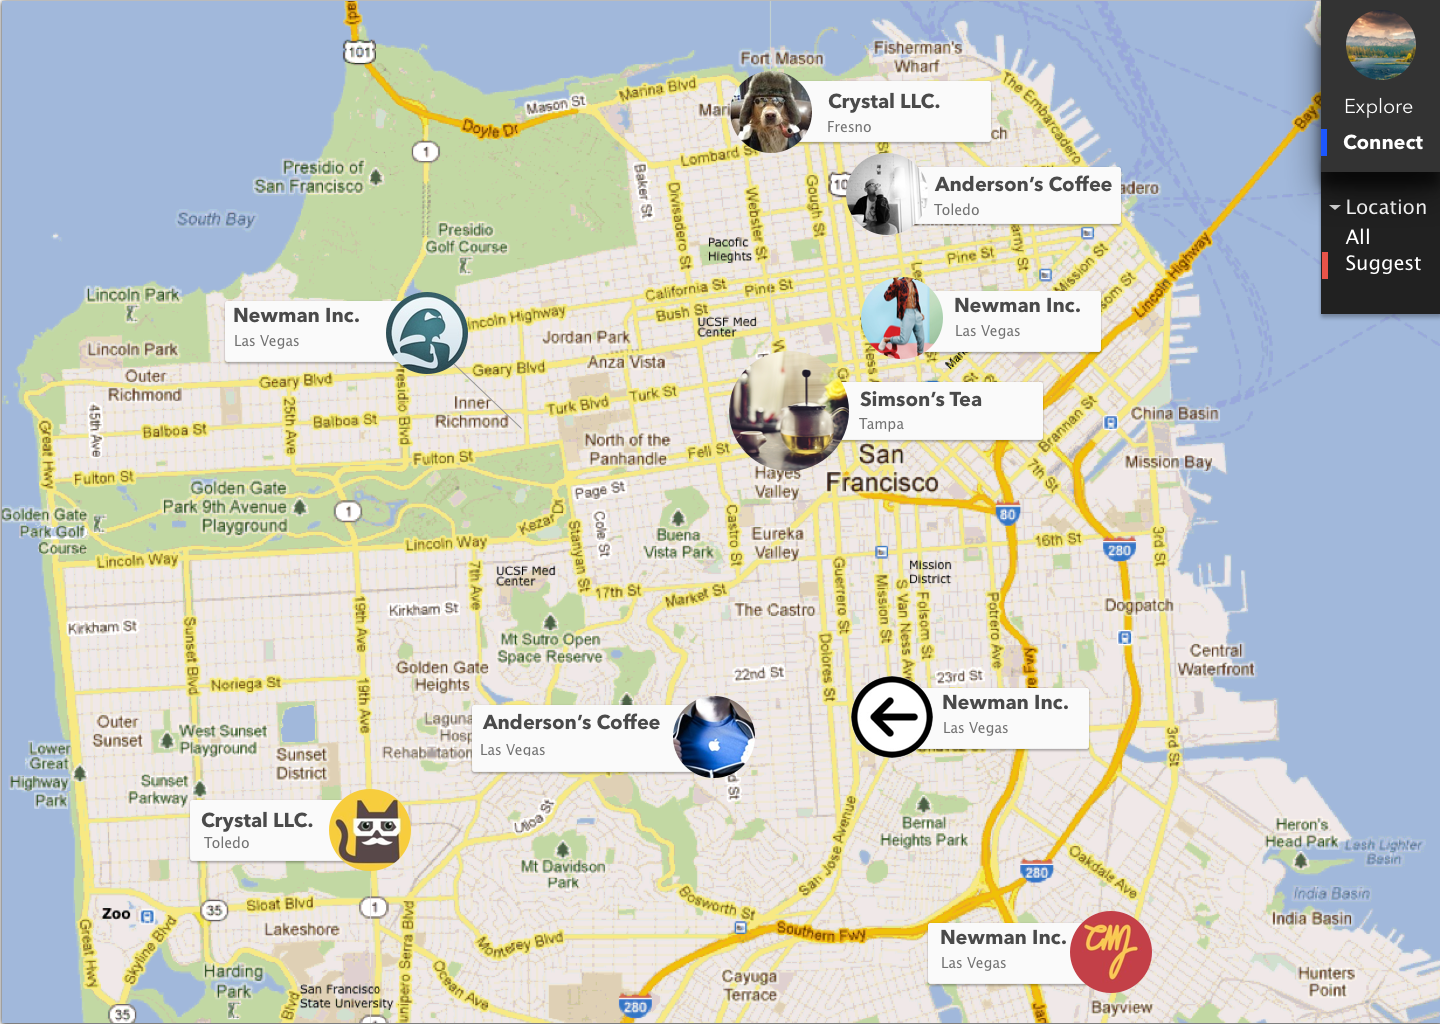 101
Fort Mason
Fisherman's
Wharf
Explore
Connect
Marina Blvd
Mason St
Doyle Dr
The Embarcadero
Crystal LLC.
Fresno
1
Lombard St
Presidio of
San Francisco
Baker St
Divisadero St
Webster St
Gough St
Anderson's Coffee
Toledo
Location
All
Suggest
South Bay
Presidio
Golf Course
Pacofic
Hieghts
Mission St
Lincoln Highway
Lincoln Park
California St
Pine St
Pine St
Bush St
Newman Inc.
Las Vegas
UCSF Med
Center
Newman Inc.
Las Vegas
Jordan Park
Anza Vista
Lincoln Park
Outer
Richmond
Geary Blvd
Geary Blvd
Inner
Richmond
Turk Blvd
Turk St
Simson's Tea
Tampa
China Basin
Brannan St
45th Ave
25th Ave
Balboa St
Balboa St
North of the
Panhandle
Fell St
San
Francisco
Mission Bay
7th St
Great Hwy
Fulton St
Fulton St
Hayes
Valley
Golden Gate
Park 9th Avenue
Playground
1
Page St
Golden Gate
Park Golf
Course
Kezar Dr
Stanyan St
Cole St
Buena
Vista Park
Castro St
Eureka
Valley
80
16th St
280
3rd St
Lincoln Way
Lincoln Way
UCSF Med
Center
7th Ave
17th St
Market St
The Castro
Guerrero St
Mission St
S Van Ness Ave
Folsom St
Mission
District
Potrero Ave
Dogpatch
Kirkham St
Kirkham St
Sunset Blvd
19th Ave
Mt Sutro Open
Space Reserve
Dolores St
Central
Waterfront
Golden Gate
Heights
22nd St
23rd St
Noriega St
19th Ave
Newman Inc.
Las Vegas
Outer
Sunset
West Sunset
Playground
Anderson's Coffee
Las Vegas
3rd St
Lower
Great
Highway
Park
Sunset
District
Sunset
Parkway
Crystal LLC.
Toledo
Ulloa St
Mt Davidson
Park
San Jose Avenue
Bernal
Heights Park
Heron's
Head Park
Lash Lighter
Basin
280
Oakdale Ave
India Basin
India Basin
Zoo
35
Sloat Blvd
1
Bosworth St
Lakeshore
Monterey Blvd
Southern Fwy
Newman Inc.
Las Vegas
Great Hwy
Skyline Blvd
Harding
Park
San Francisco
State University
Junipero Serra Blvd
Ocean Ave
Cayuga
Terrace
Hunters
Point
Bayview
280
35
1